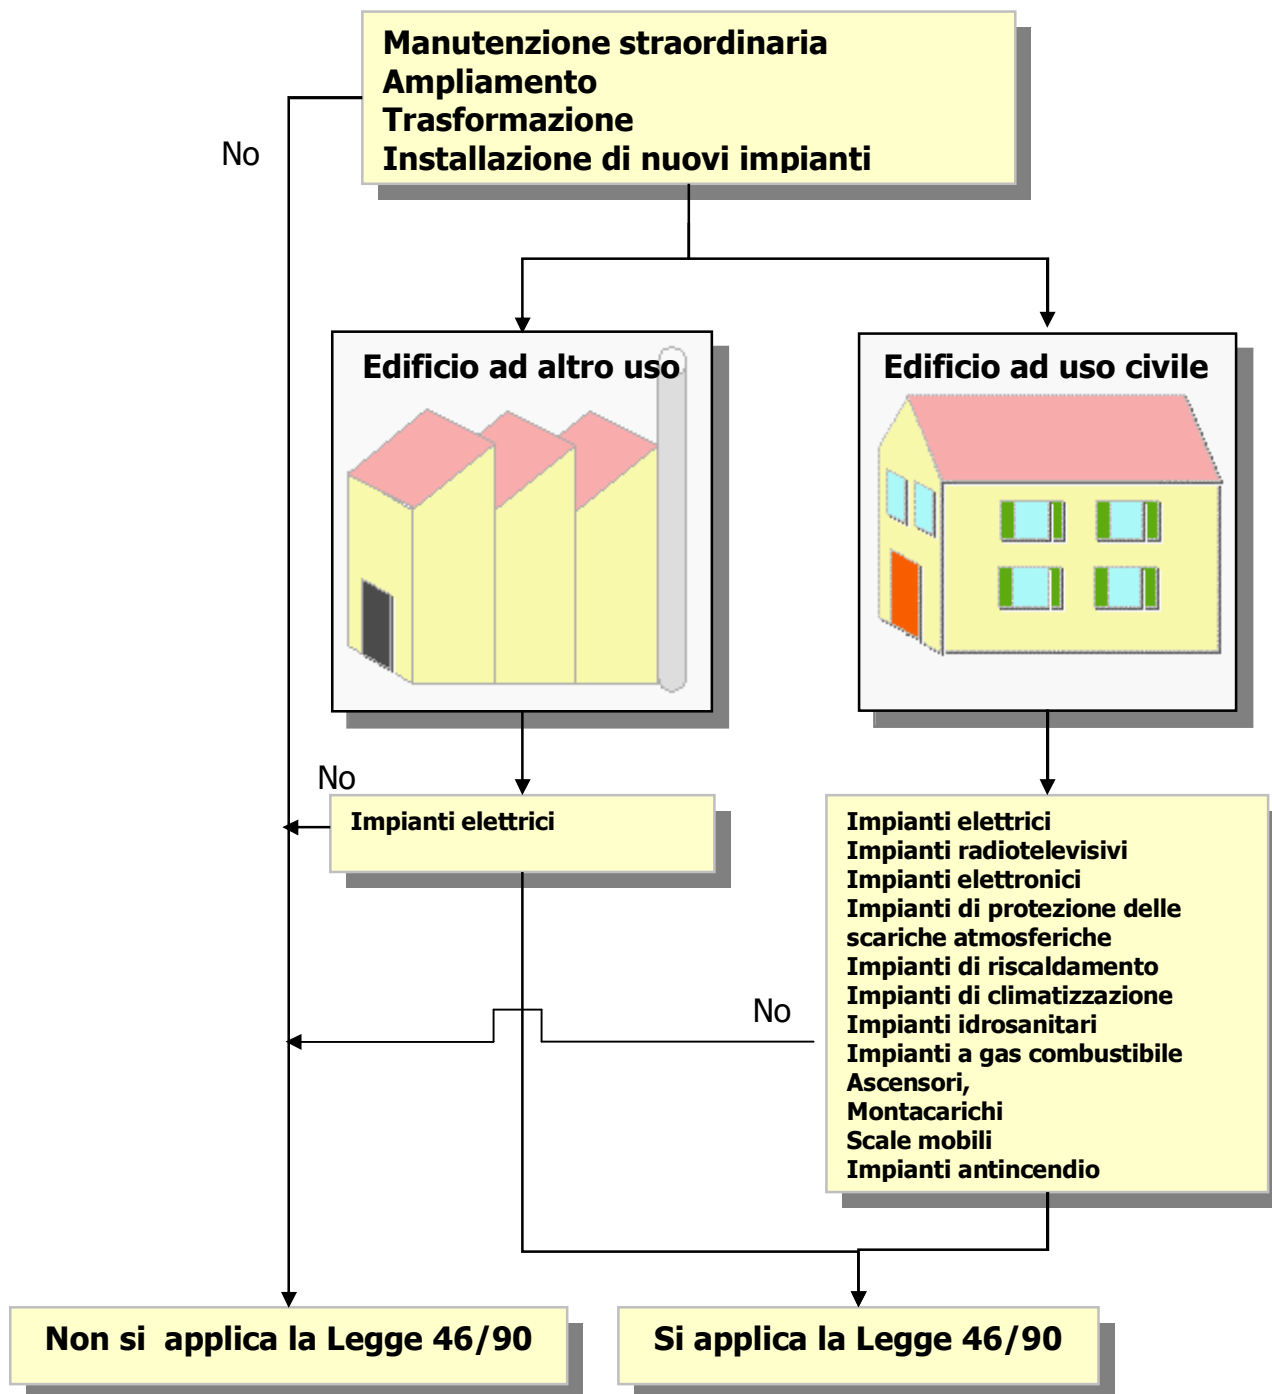 Manutenzione straordinaria
Ampliamento
Trasformazione
Installazione di nuovi impianti
No
Edificio ad altro uso
Edificio ad uso civile
No
Impianti elettrici
Impianti elettrici
Impianti radiotelevisivi
Impianti elettronici
Impianti di protezione delle
scariche atmosferiche
Impianti di riscaldamento
Impianti di climatizzazione
Impianti idrosanitari
Impianti a gas combustibile
Ascensori,
Montacarichi
Scale mobili
Impianti antincendio
No
Non si applica la Legge 46/90
Si applica la Legge 46/90